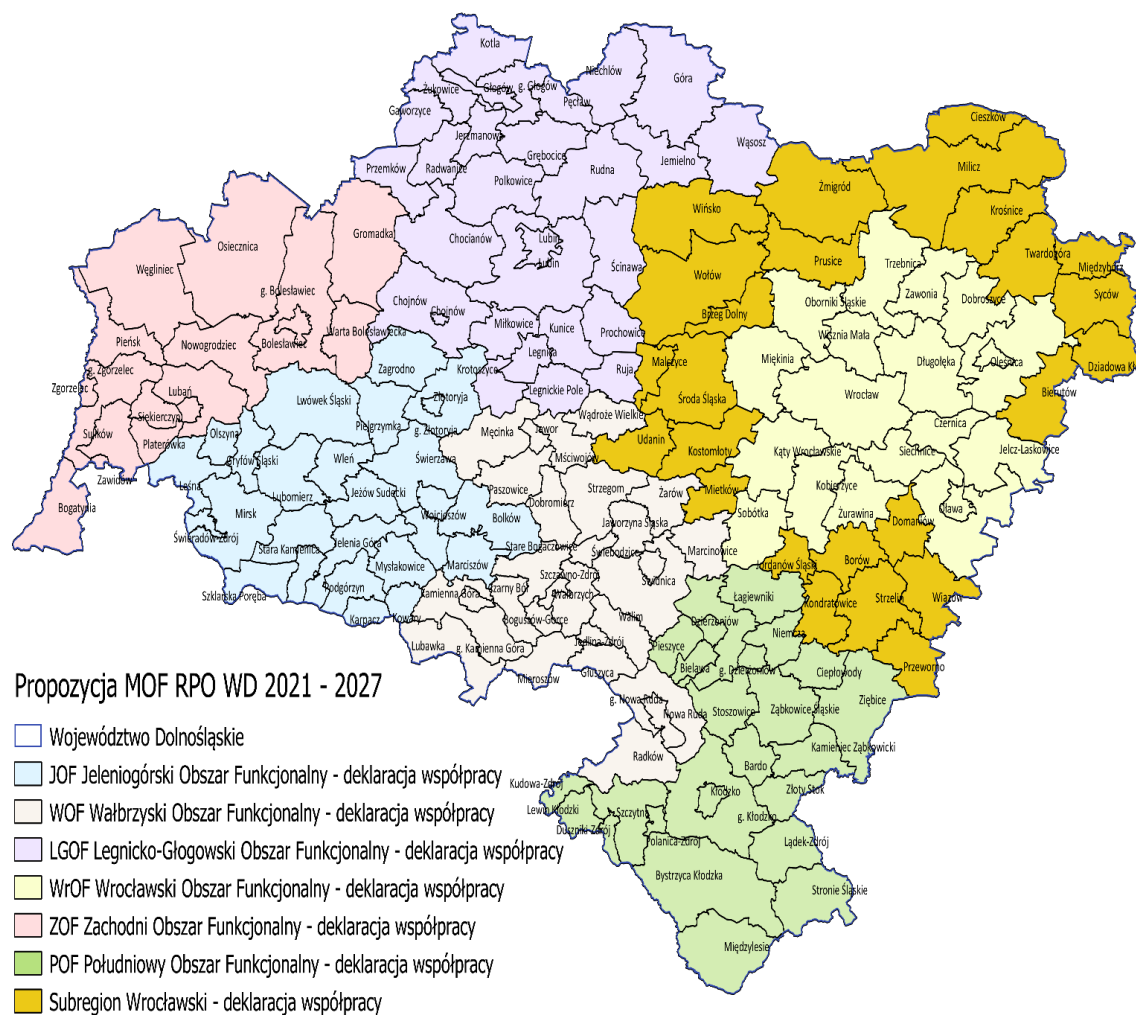 Kotla
Niechlów
Góra
g. Głogów
Głogów
Żukowice
Pęcław
Gaworzyce
Cieszków
Jerzmanowa
Wąsosz
Grębocice
Jemielno
Milicz
Przemków
Radwanice
Rudna
Polkowice
Żmigród
Wińsko
Krośnice
Gromadka
Chocianów
Lubin
Osiecznica
Twardogóra
Prusice
Lubin
Ścinawa
Trzebnica
Międzybórz
Węgliniec
Wołów
Zawonia
g. Bolesławiec
Syców
Chojnów
Oborniki Śląskie
Dobroszyce
Chojnów
Brzeg Dolny
Miłkowice
Kunice
Warta Bolesławiecka
Prochowice
Wisznia Mała
Pieńsk
Nowogrodziec
Bolesławiec
Legnica
Miękinia
Długołęka
Oleśnica
Malczyce
g. Zgorzelec
Zagrodno
Krotoszyce
Ruja
Dziadowa Kł
Zgorzelec
Lubań
Legnickie Pole
Lwówek Śląski
Złotoryja
Środa Śląska
Wrocław
Bierutów
Siekierczyn
Wądroże Wielkie
Czernica
Pielgrzymka
Jawor
Olszyna
g. Złotoryja
Męcinka
Udanin
Sulików
Platerówka
Kostomłoty
Kąty Wrocławskie
Siechnice
Jelcz-Laskowice
Gryfów Śląski
Wleń
Świerzawa
Mściwojów
Zawidów
Paszowice
Kobierzyce
Leśna
Lubomierz
Jeżów Sudecki
Strzegom
Żarów
Mietków
Bogatynia
Dobromierz
Sobótka
Żurawina
Oława
Mirsk
Wojcieszów
Bolków
Domaniów
Jaworzyna Śląska
Świeradów-Zdrój
Jelenia Góra
Stare Bogaczowice
Stara Kamienica
Świebodzice
Marcinowice
Borów
Mysłakowice
Marciszów
Jordanów Śląski
Szczawno-Zdrój
Świdnica
Podgórzyn
Czarny Bór
Szklarska Poręba
Kamienna Góra
Wałbrzych
Łagiewniki
Kondratowice
Strzelin
Wiązów
Karpacz
Kowary
Boguszów-Gorce
Walim
Dzierżoniów
Niemcza
Lubawka
g. Kamienna Góra
Jedlina-Zdrój
Pieszyce
Przeworno
Mieroszów
Głuszyca
Bielawa
g. Dzierżoniów
Ciepłowody
g. Nowa Ruda
Ziębice
Nowa Ruda
Stoszowice
Ząbkowice Śląskie
Radków
Kamieniec Ząbkowicki
Bardo
Kudowa-Zdrój
Kłodzko
Złoty Stok
Lewin Kłodzki
Szczytna
g. Kłodzko
Duszniki-Zdrój
Polanica-Zdrój
Lądek-Zdrój
Bystrzyca Kłodzka
Stronie Śląskie
Międzylesie
Propozycja MOF RPO WD 2021 - 2027
Województwo Dolnośląskie
JOF Jeleniogórski Obszar Funkcjonalny - deklaracja współpracy
WOF Wałbrzyski Obszar Funkcjonalny - deklaracja współpracy
LGOF Legnicko-Głogowski Obszar Funkcjonalny - deklaracja współpracy
WrOF Wrocławski Obszar Funkcjonalny - deklaracja współpracy
ZOF Zachodni Obszar Funkcjonalny - deklaracja współpracy
POF Południowy Obszar Funkcjonalny - deklaracja współpracy
Subregion Wrocławski - deklaracja współpracy